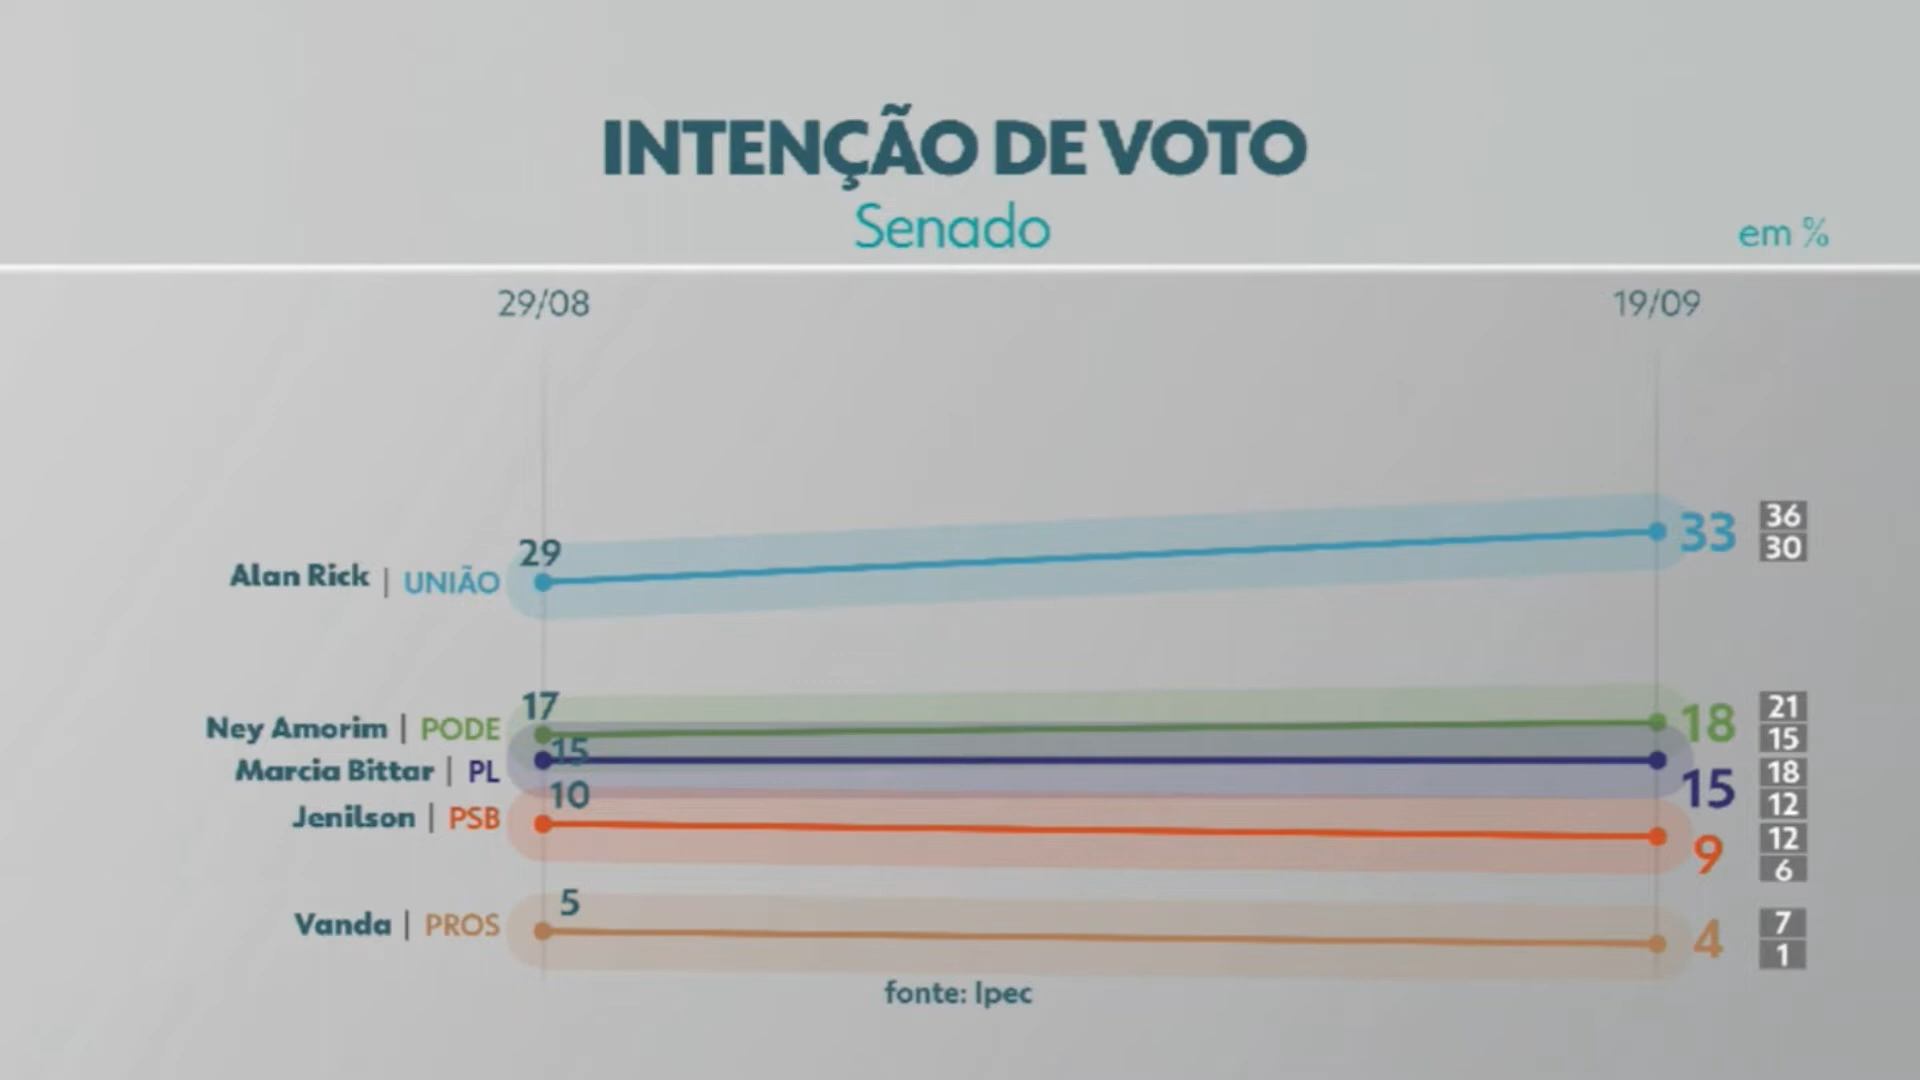 INTENÇÃO DE VOTO
Senado
em %
29/08 19/09
Alan Rick | UNIÃO 29 33 36 30
Ney Amorim | PODE 17 18 21 15
Marcia Bittar | PL 15 15 18 12
Jenilson | PSB 10 9 12 6
Vanda | PROS 5 4 7 1
fonte: Ipec